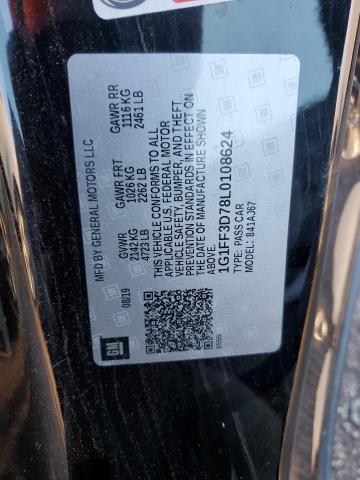 MFD BY GENERAL MOTORS LLC
08/19
GVWR
2142 KG
4723 LB
GAWR FRT
1026 KG
2262 LB
GAWR RR
1116 KG
2461 LB
THIS VEHICLE CONFORMS TO ALL
APPLICABLE U.S. FEDERAL MOTOR
VEHICLE SAFETY, BUMPER, AND THEFT
PREVENTION STANDARDS IN EFFECT ON
THE DATE OF MANUFACTURE SHOWN
ABOVE.
1G1FF3D78L0108624
TYPE: PASS CAR
MODEL: 841AJ67
GM